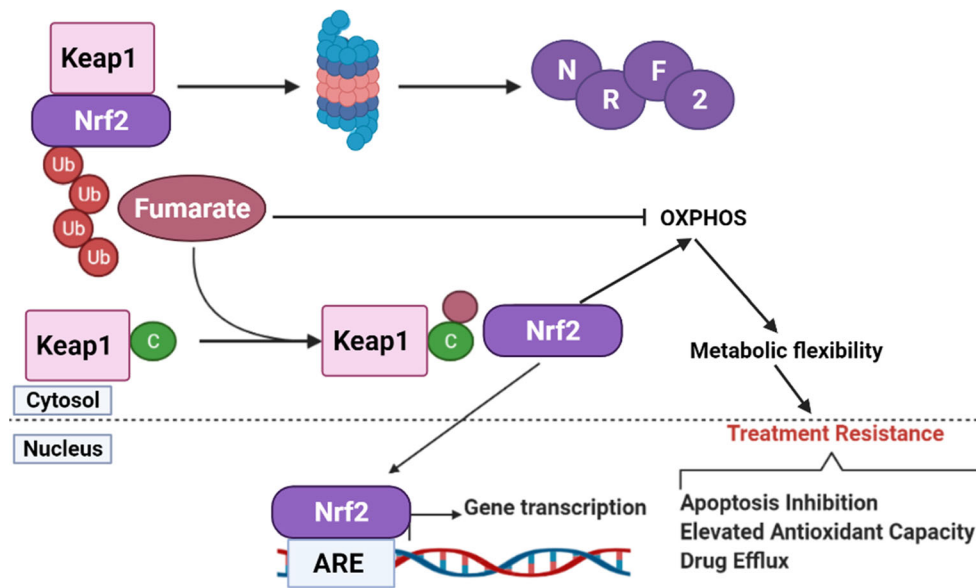 Keap1
Nrf2
Ub
Ub
Ub
Ub
N
R
F
2
Fumarate
OXPHOS
Keap1
C
Keap1
C
Nrf2
Metabolic flexibility
Cytosol
Nucleus
Treatment Resistance
Apoptosis Inhibition
Elevated Antioxidant Capacity
Drug Efflux
Nrf2
Gene transcription
ARE